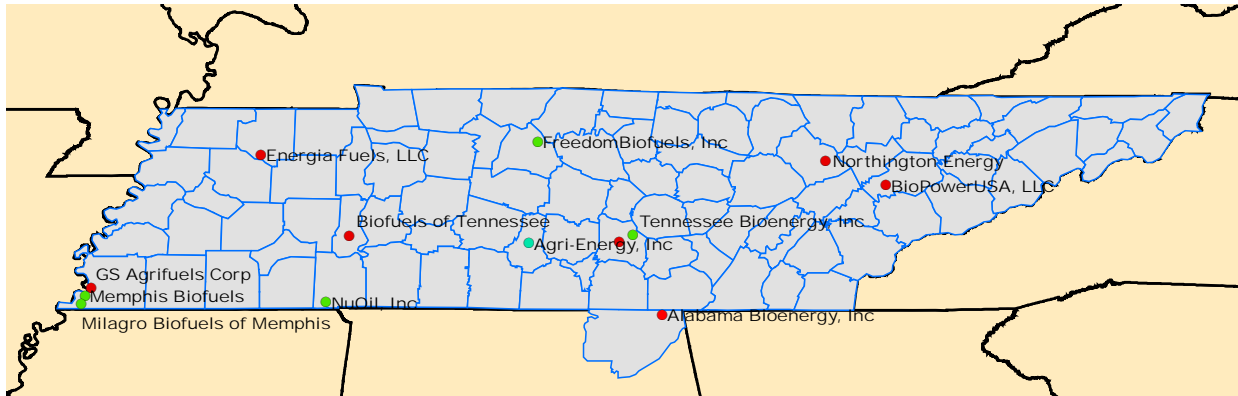 FreedomBiofuels, Inc
Energia Fuels, LLC
Northington Energy
BioPowerUSA, LLC
Biofuels of Tennessee
Tennessee Bioenergy, Inc
Agri-Energy, Inc
GS Agrifuels Corp
Memphis Biofuels
NuOil, Inc
Alabama Bioenergy, Inc
Milagro Biofuels of Memphis